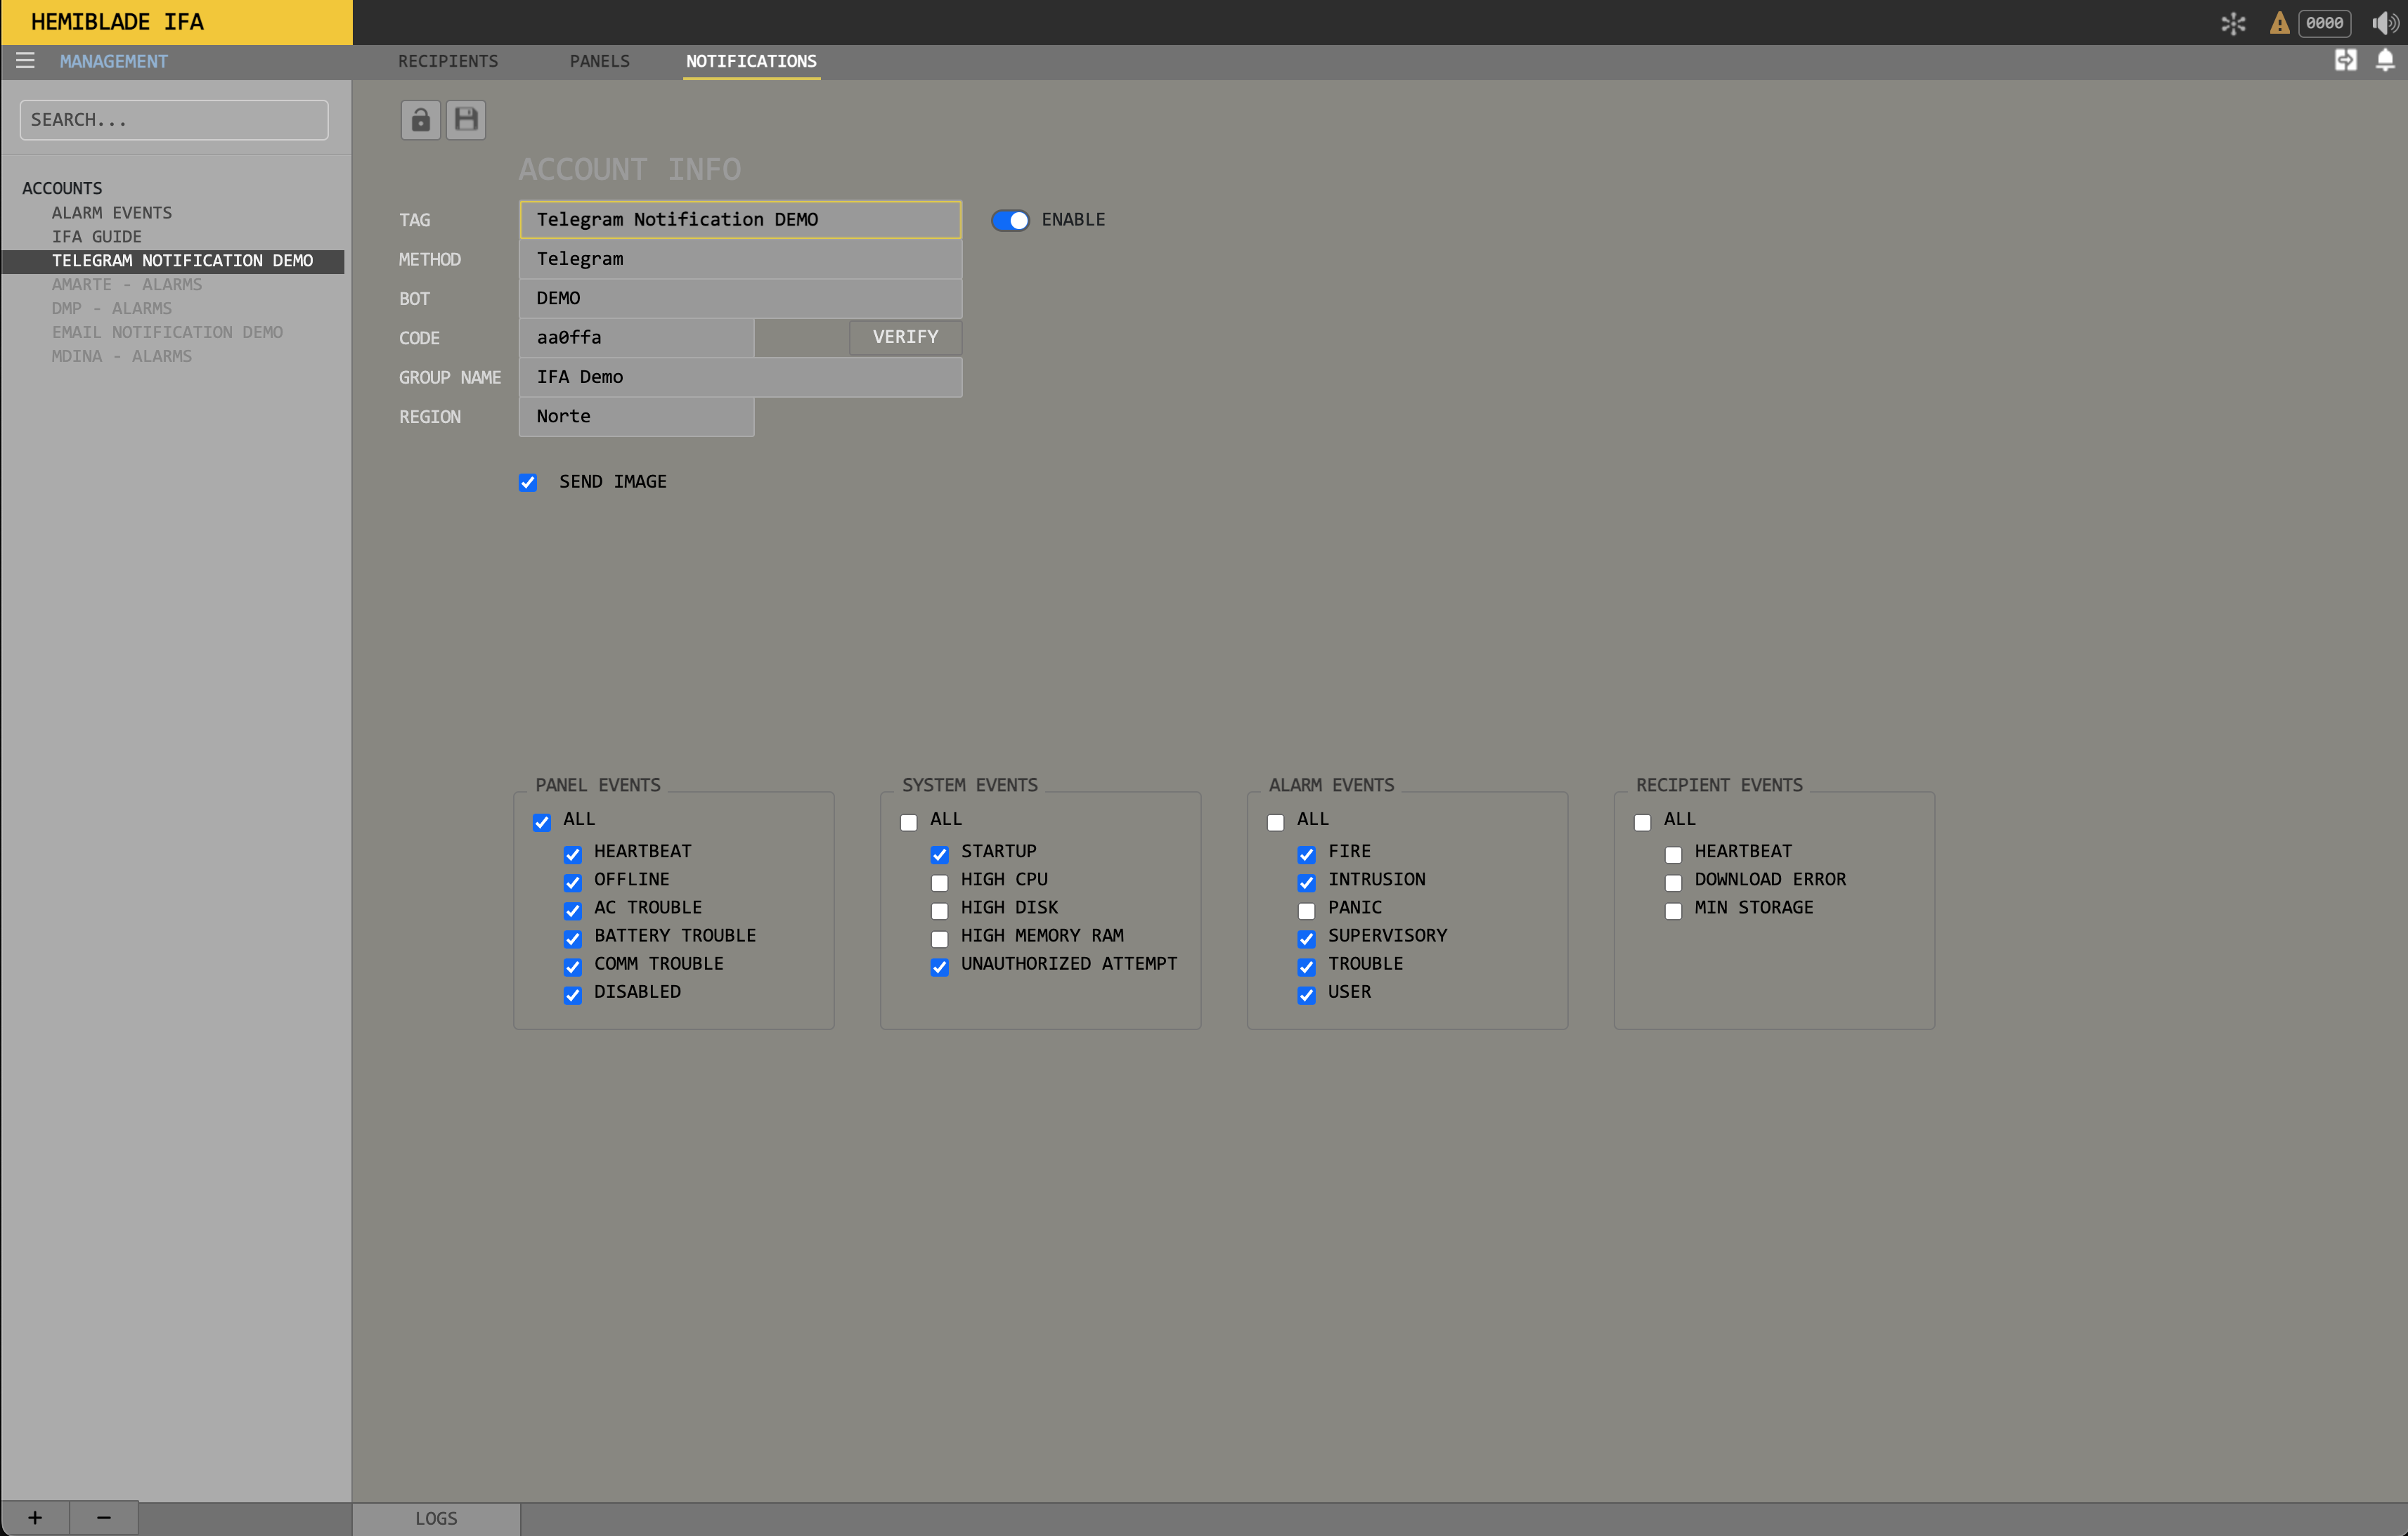 HEMIBLADE IFA
0000
MANAGEMENT
RECIPIENTS
PANELS
NOTIFICATIONS
SEARCH...
ACCOUNTS
ALARM EVENTS
IFA GUIDE
TELEGRAM NOTIFICATION DEMO
AMARTE - ALARMS
DMP - ALARMS
EMAIL NOTIFICATION DEMO
MDINA - ALARMS
ACCOUNT INFO
TAG Telegram Notification DEMO ENABLE
METHOD Telegram
BOT DEMO
CODE aa0ffa VERIFY
GROUP NAME IFA Demo
REGION Norte
SEND IMAGE
PANEL EVENTS
ALL
HEARTBEAT
OFFLINE
AC TROUBLE
BATTERY TROUBLE
COMM TROUBLE
DISABLED
SYSTEM EVENTS
ALL
STARTUP
HIGH CPU
HIGH DISK
HIGH MEMORY RAM
UNAUTHORIZED ATTEMPT
ALARM EVENTS
ALL
FIRE
INTRUSION
PANIC
SUPERVISORY
TROUBLE
USER
RECIPIENT EVENTS
ALL
HEARTBEAT
DOWNLOAD ERROR
MIN STORAGE
+ −
LOGS